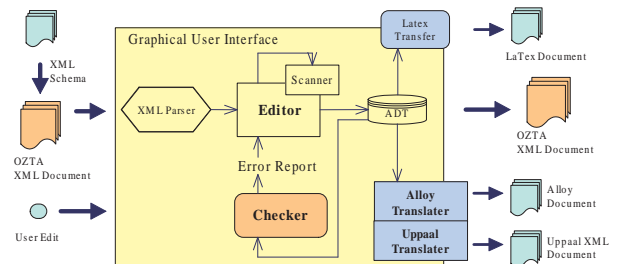 Graphical User Interface
Latex
Transfer
LaTex Document
XML
Schema
Scanner
XML Parser
Editor
ADT
OZTA
XML Document
OZTA
XML Document
Error Report
Alloy
Translater
Alloy
Document
Checker
User Edit
Uppaal
Translater
Uppaal XML
Document